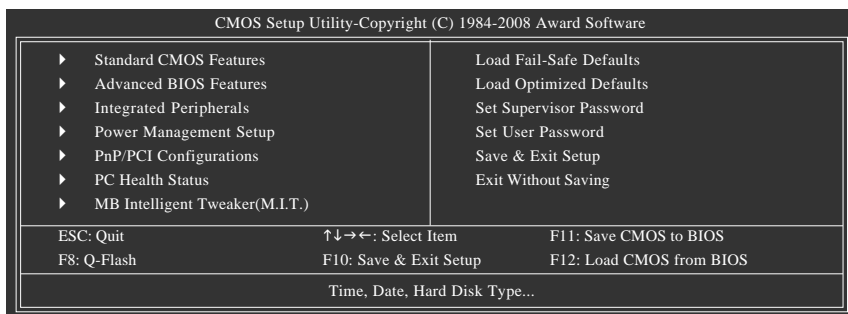 CMOS Setup Utility-Copyright (C) 1984-2008 Award Software
Standard CMOS Features
Advanced BIOS Features
Integrated Peripherals
Power Management Setup
PnP/PCI Configurations
PC Health Status
MB Intelligent Tweaker(M.I.T.)
Load Fail-Safe Defaults
Load Optimized Defaults
Set Supervisor Password
Set User Password
Save & Exit Setup
Exit Without Saving
ESC: Quit ↑↓→←: Select Item F11: Save CMOS to BIOS
F8: Q-Flash F10: Save & Exit Setup F12: Load CMOS from BIOS
Time, Date, Hard Disk Type...